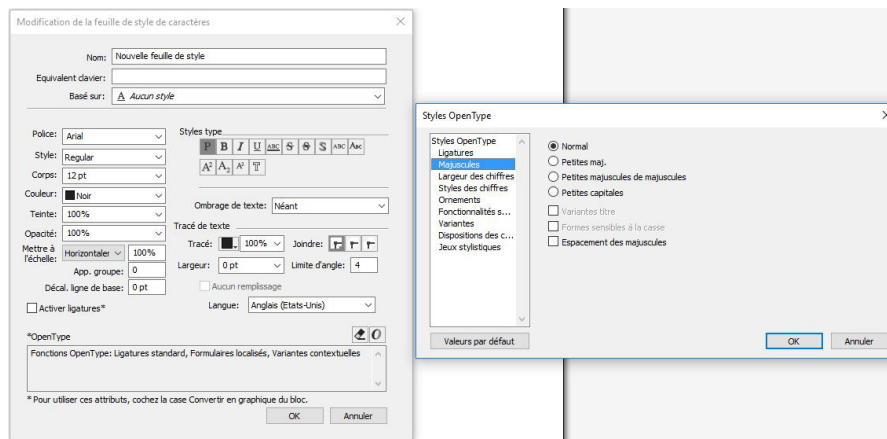 Modification de la feuille de style de caractères
Nom: Nouvelle feuille de style
Equivalent clavier:
Basé sur: A Aucun style
Police: Arial
Style: Regular
Corps: 12 pt
Couleur: Noir
Teinte: 100%
Opacité: 100%
Mettre à l'échelle: Horizontaler 100%
App. groupe: 0
Décal. ligne de base: 0 pt
Activer ligatures*
Styles type
P B I U ABC S S S ABC Abc
A² A₂ A² T
Ombrage de texte: Néant
Tracé de texte
Tracé: 100% Joindre:
Largeur: 0 pt Limite d'angle: 4
Aucun remplissage
Langue: Anglais (Etats-Unis)
*OpenType
O
Fonctions OpenType: Ligatures standard, Formulaires localisés, Variantes contextuelles
* Pour utiliser ces attributs, cochez la case Convertir en graphique du bloc.
OK Annuler
Styles OpenType
Styles OpenType
Ligatures
Majuscules
Largeur des chiffres
Styles des chiffres
Ornements
Fonctionnalités s...
Variantes
Dispositions des c...
Jeux stylistiques
Normal
Petites maj.
Petites majuscules de majuscules
Petites capitales
Variantes titre
Formes sensibles à la casse
Espacement des majuscules
Valeurs par défaut
OK Annuler